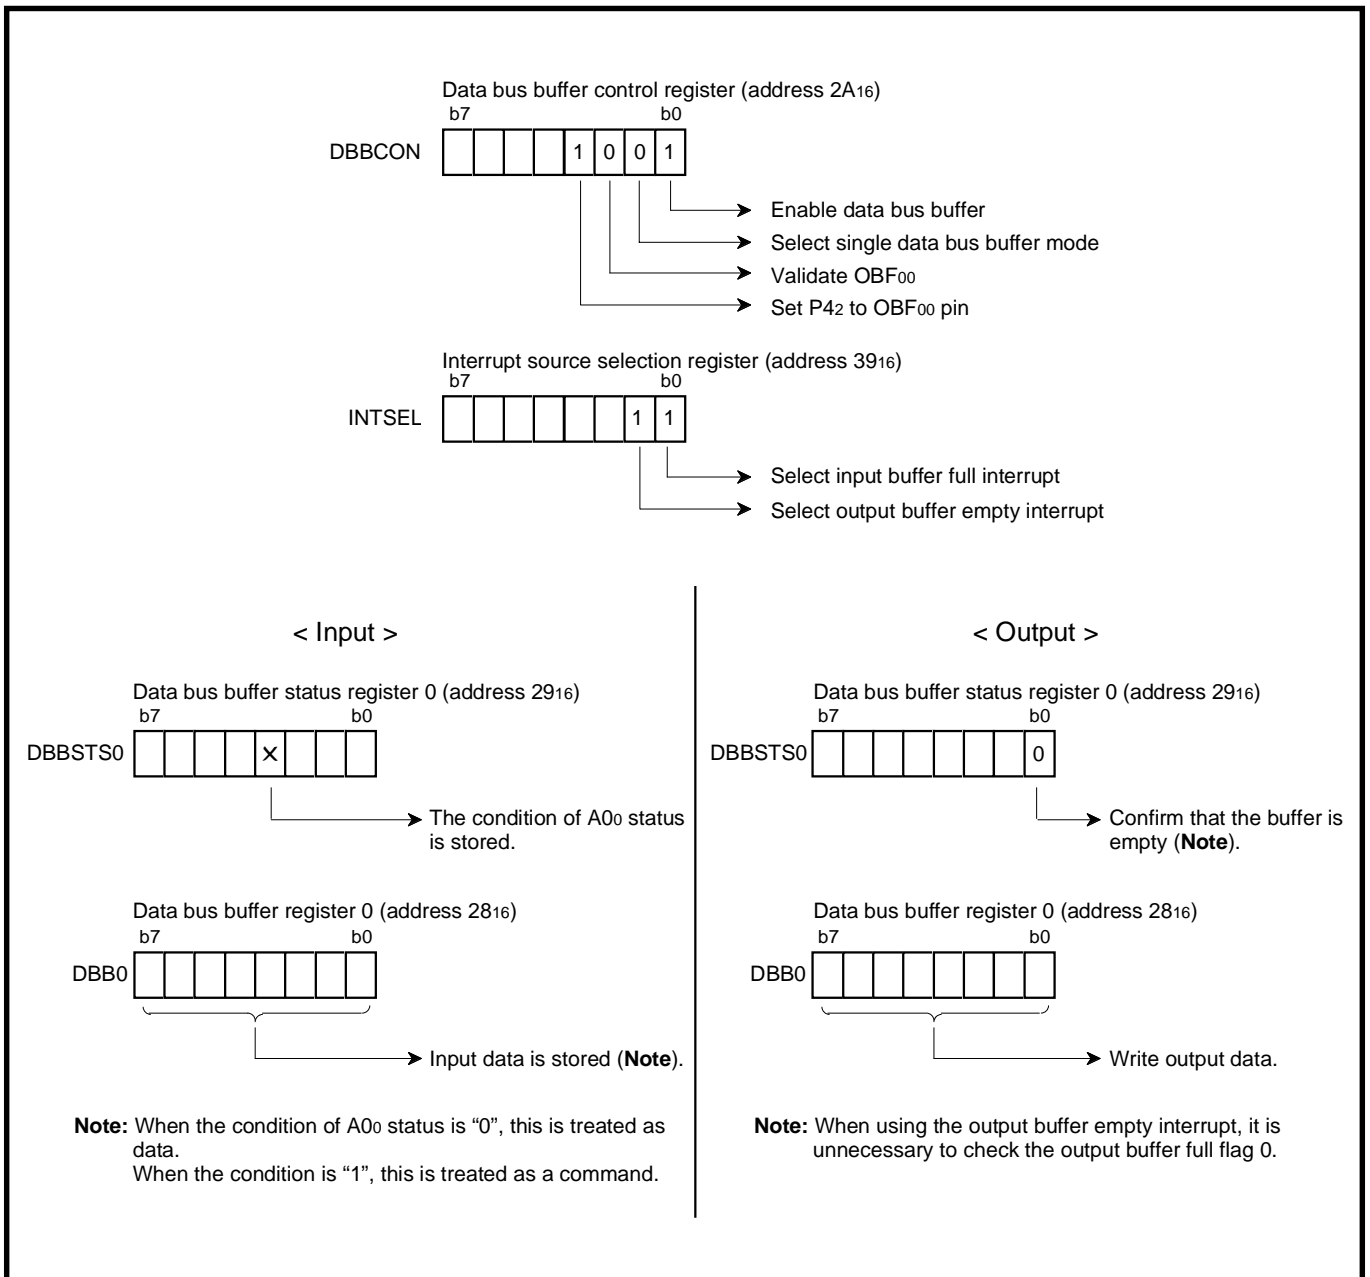 Data bus buffer control register (address 2A16)
b7 b0
DBBCON 1 0 0 1
Enable data bus buffer
Select single data bus buffer mode
Validate OBF00
Set P42 to OBF00 pin
Interrupt source selection register (address 3916)
b7 b0
INTSEL 1 1
Select input buffer full interrupt
Select output buffer empty interrupt
< Input >
Data bus buffer status register 0 (address 2916)
b7 b0
DBBSTS0 ×
The condition of A00 status
is stored.
Data bus buffer register 0 (address 2816)
b7 b0
DBB0
Input data is stored (Note).
Note: When the condition of A00 status is “0”, this is treated as
data.
When the condition is “1”, this is treated as a command.
< Output >
Data bus buffer status register 0 (address 2916)
b7 b0
DBBSTS0 0
Confirm that the buffer is
empty (Note).
Data bus buffer register 0 (address 2816)
b7 b0
DBB0
Write output data.
Note: When using the output buffer empty interrupt, it is
unnecessary to check the output buffer full flag 0.